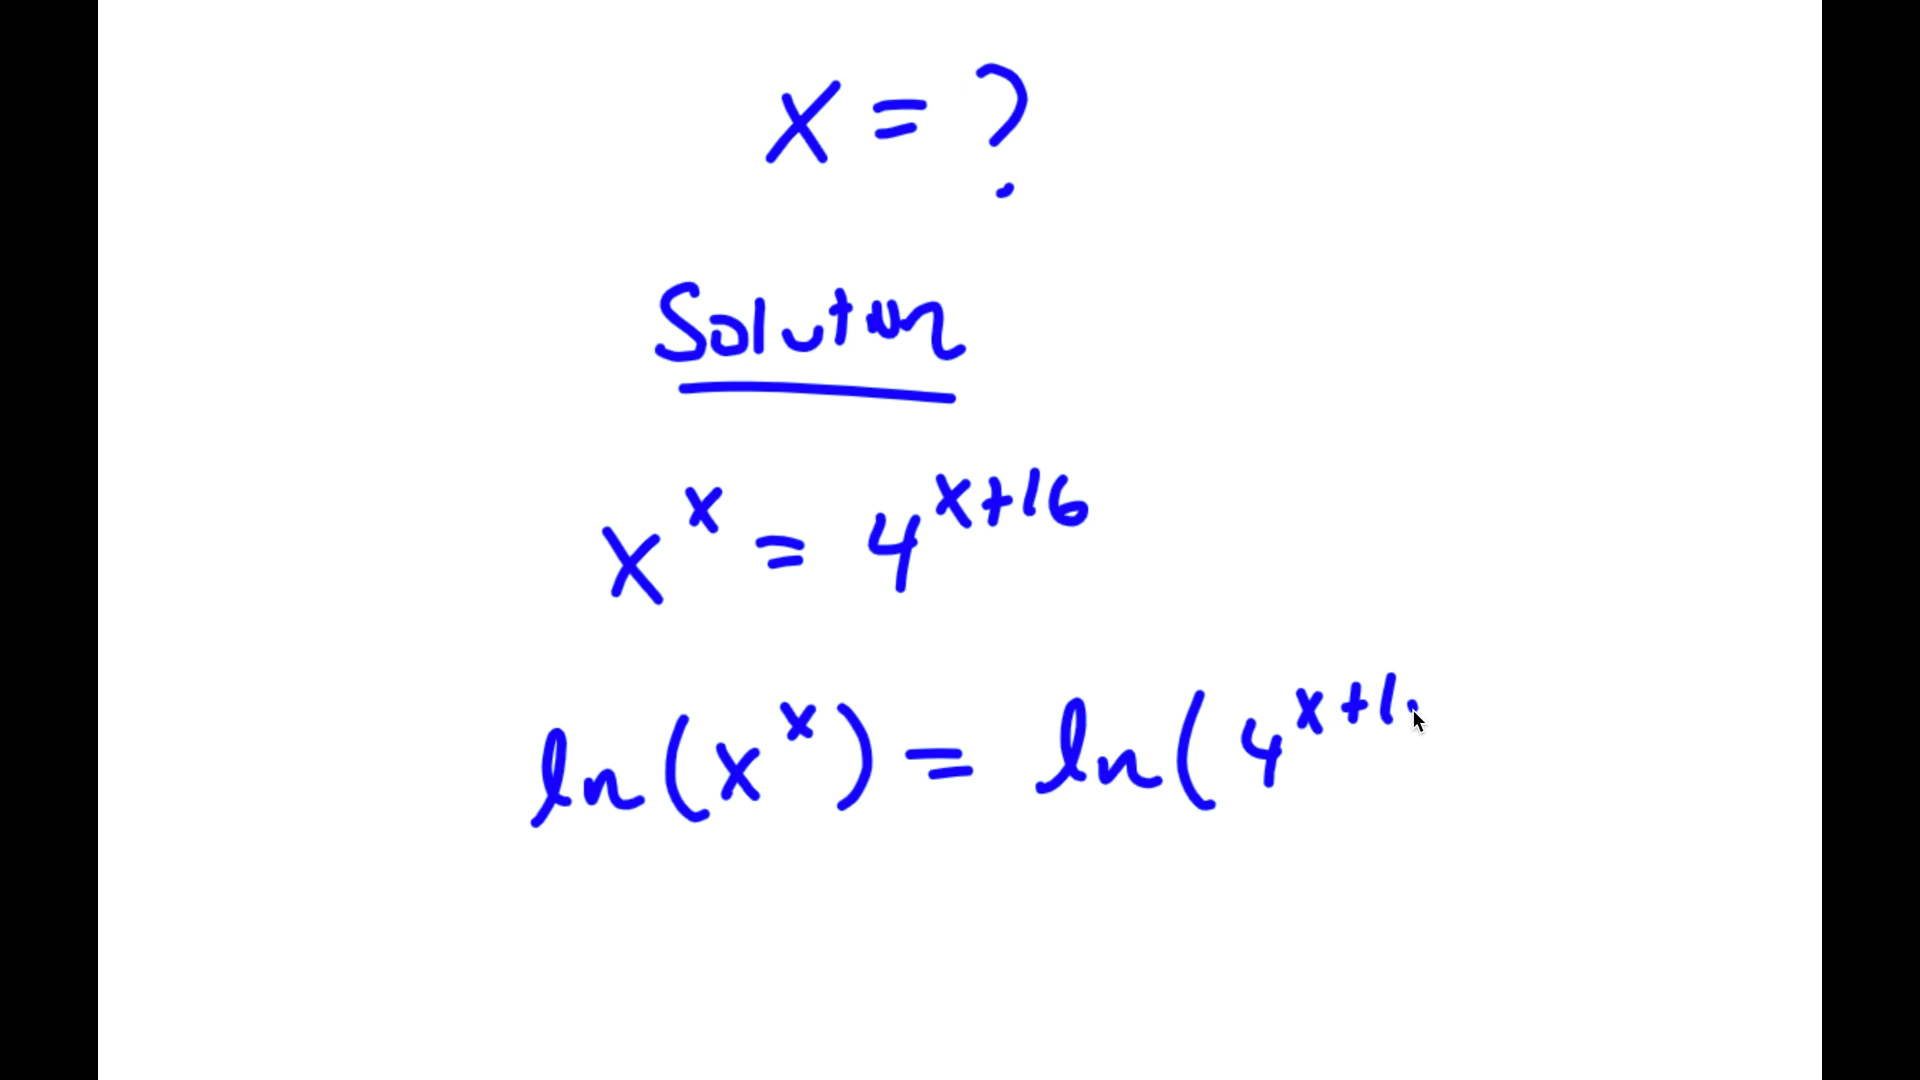 x = ?
Solution
x^x = 4^{x+16}
ln(x^x) = ln(4^{x+1